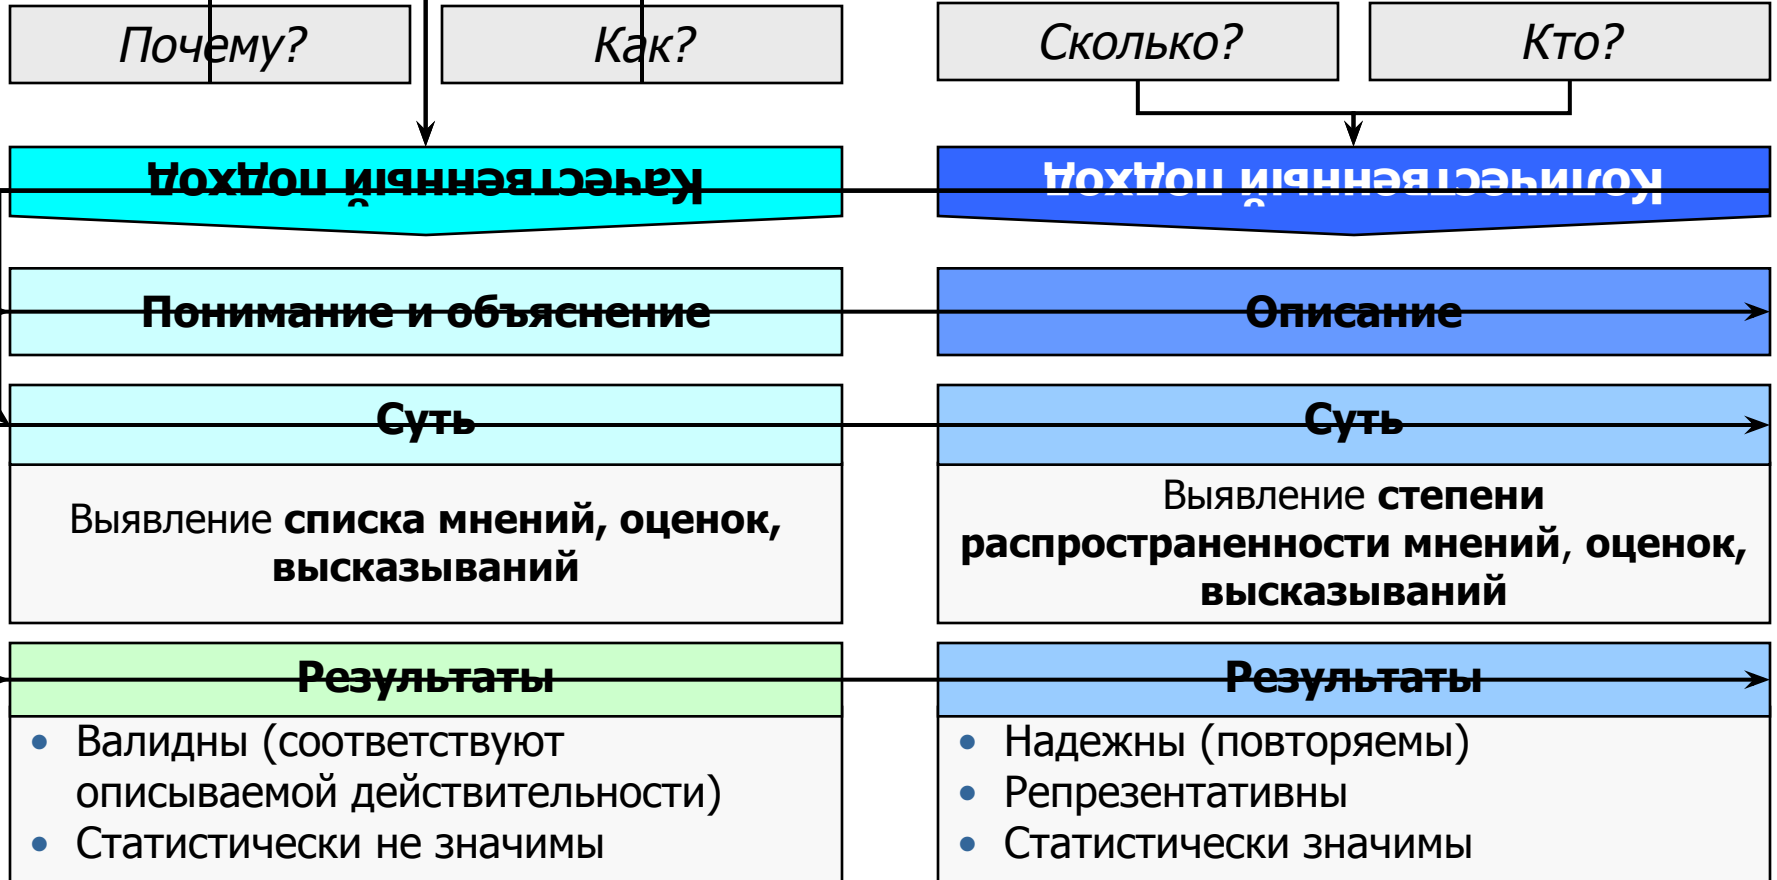 Почему?
Как?
Сколько?
Кто?
Качественный подход
Количественный подход
Понимание и объяснение
Описание
Суть
Суть
Выявление списка мнений, оценок,
высказываний
Выявление степени
распространенности мнений, оценок,
высказываний
Результаты
Результаты
• Валидны (соответствуют
описываемой действительности)
• Статистически не значимы
• Надежны (повторяемы)
• Репрезентативны
• Статистически значимы